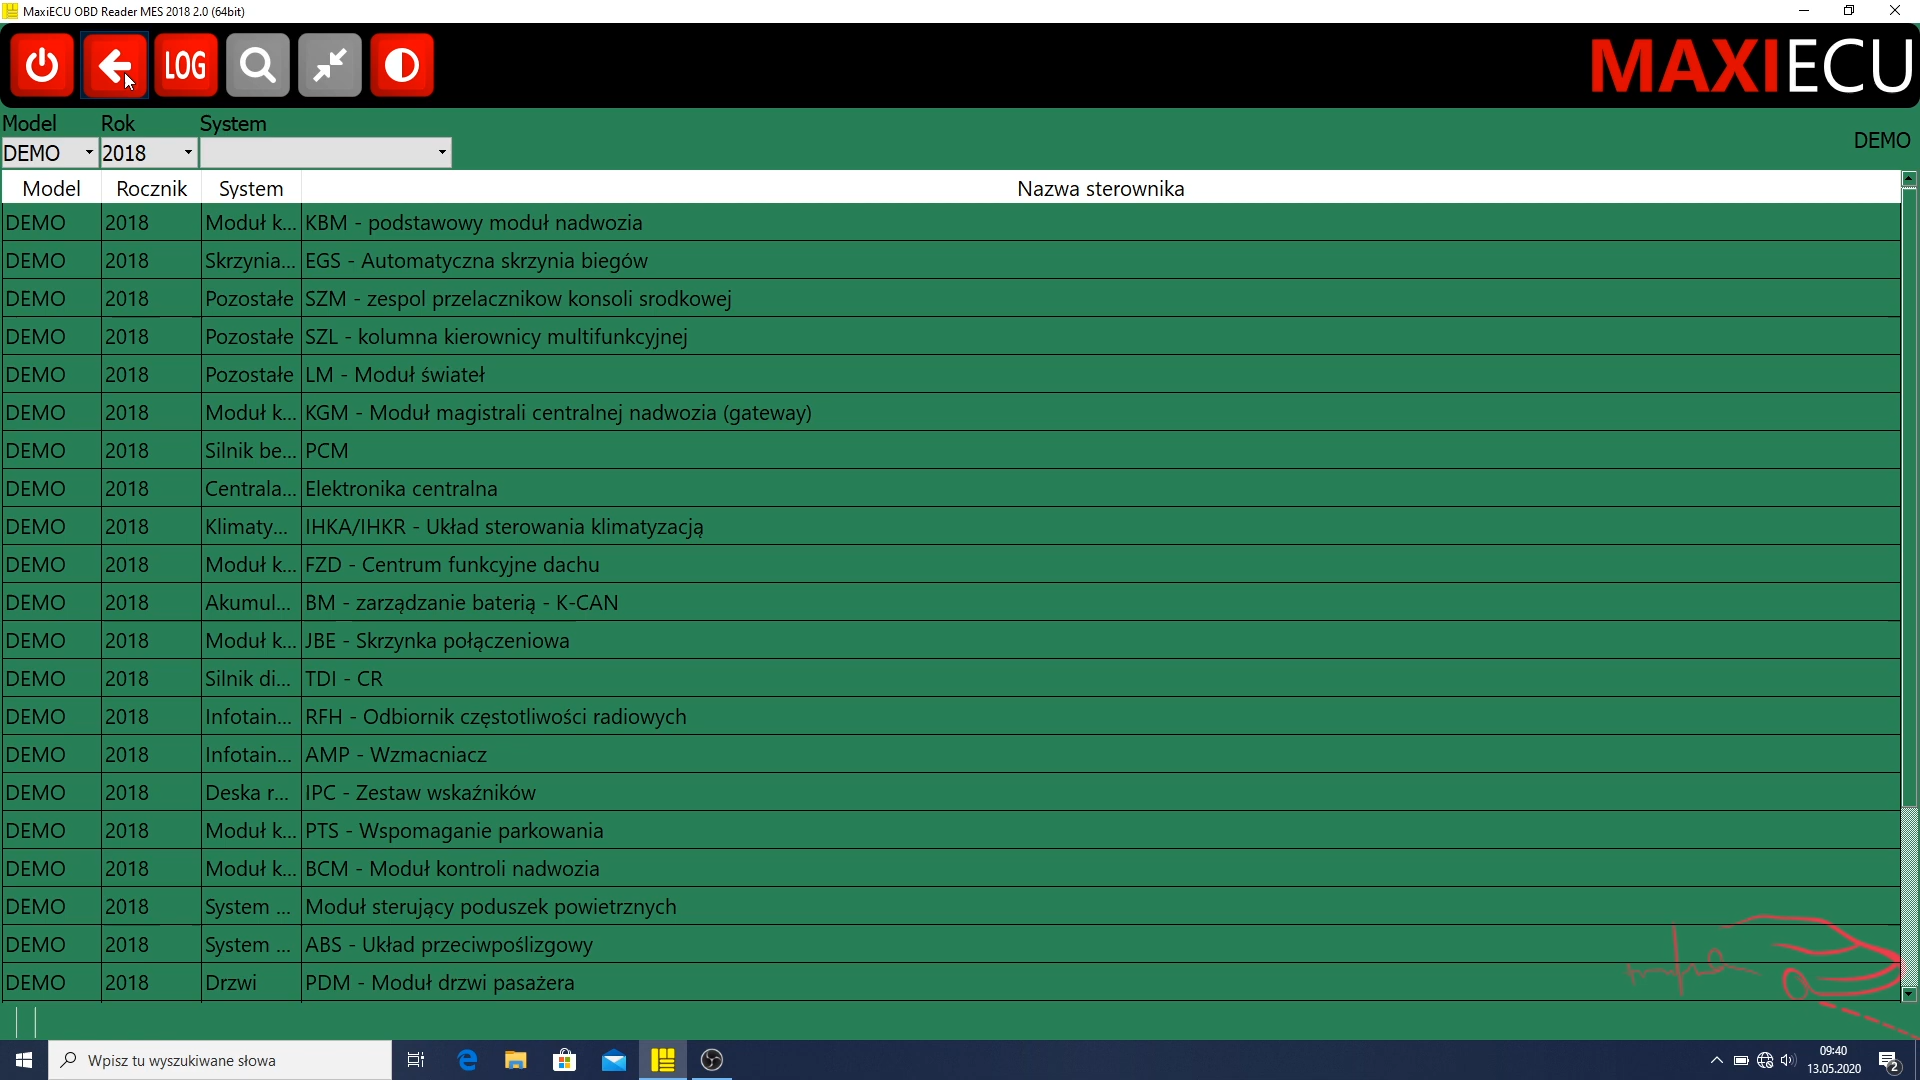 MaxiECU OBD Reader MES 2018 2.0 (64bit)
LOG
MAXIECU
Model Rok System
DEMO 2018
DEMO
Model Rocznik System Nazwa sterownika
DEMO 2018 Moduł k... KBM - podstawowy moduł nadwozia
DEMO 2018 Skrzynia... EGS - Automatyczna skrzynia biegów
DEMO 2018 Pozostałe SZM - zespol przelacznikow konsoli srodkowej
DEMO 2018 Pozostałe SZL - kolumna kierownicy multifunkcyjnej
DEMO 2018 Pozostałe LM - Moduł świateł
DEMO 2018 Moduł k... KGM - Moduł magistrali centralnej nadwozia (gateway)
DEMO 2018 Silnik be... PCM
DEMO 2018 Centrala... Elektronika centralna
DEMO 2018 Klimaty... IHKA/IHKR - Układ sterowania klimatyzacją
DEMO 2018 Moduł k... FZD - Centrum funkcyjne dachu
DEMO 2018 Akumul... BM - zarządzanie baterią - K-CAN
DEMO 2018 Moduł k... JBE - Skrzynka połączeniowa
DEMO 2018 Silnik di... TDI - CR
DEMO 2018 Infotain... RFH - Odbiornik częstotliwości radiowych
DEMO 2018 Infotain... AMP - Wzmacniacz
DEMO 2018 Deska r... IPC - Zestaw wskaźników
DEMO 2018 Moduł k... PTS - Wspomaganie parkowania
DEMO 2018 Moduł k... BCM - Moduł kontroli nadwozia
DEMO 2018 System ... Moduł sterujący poduszek powietrznych
DEMO 2018 System ... ABS - Układ przeciwpoślizgowy
DEMO 2018 Drzwi PDM - Moduł drzwi pasażera
Wpisz tu wyszukiwane słowa
09:40
13.05.2020
2